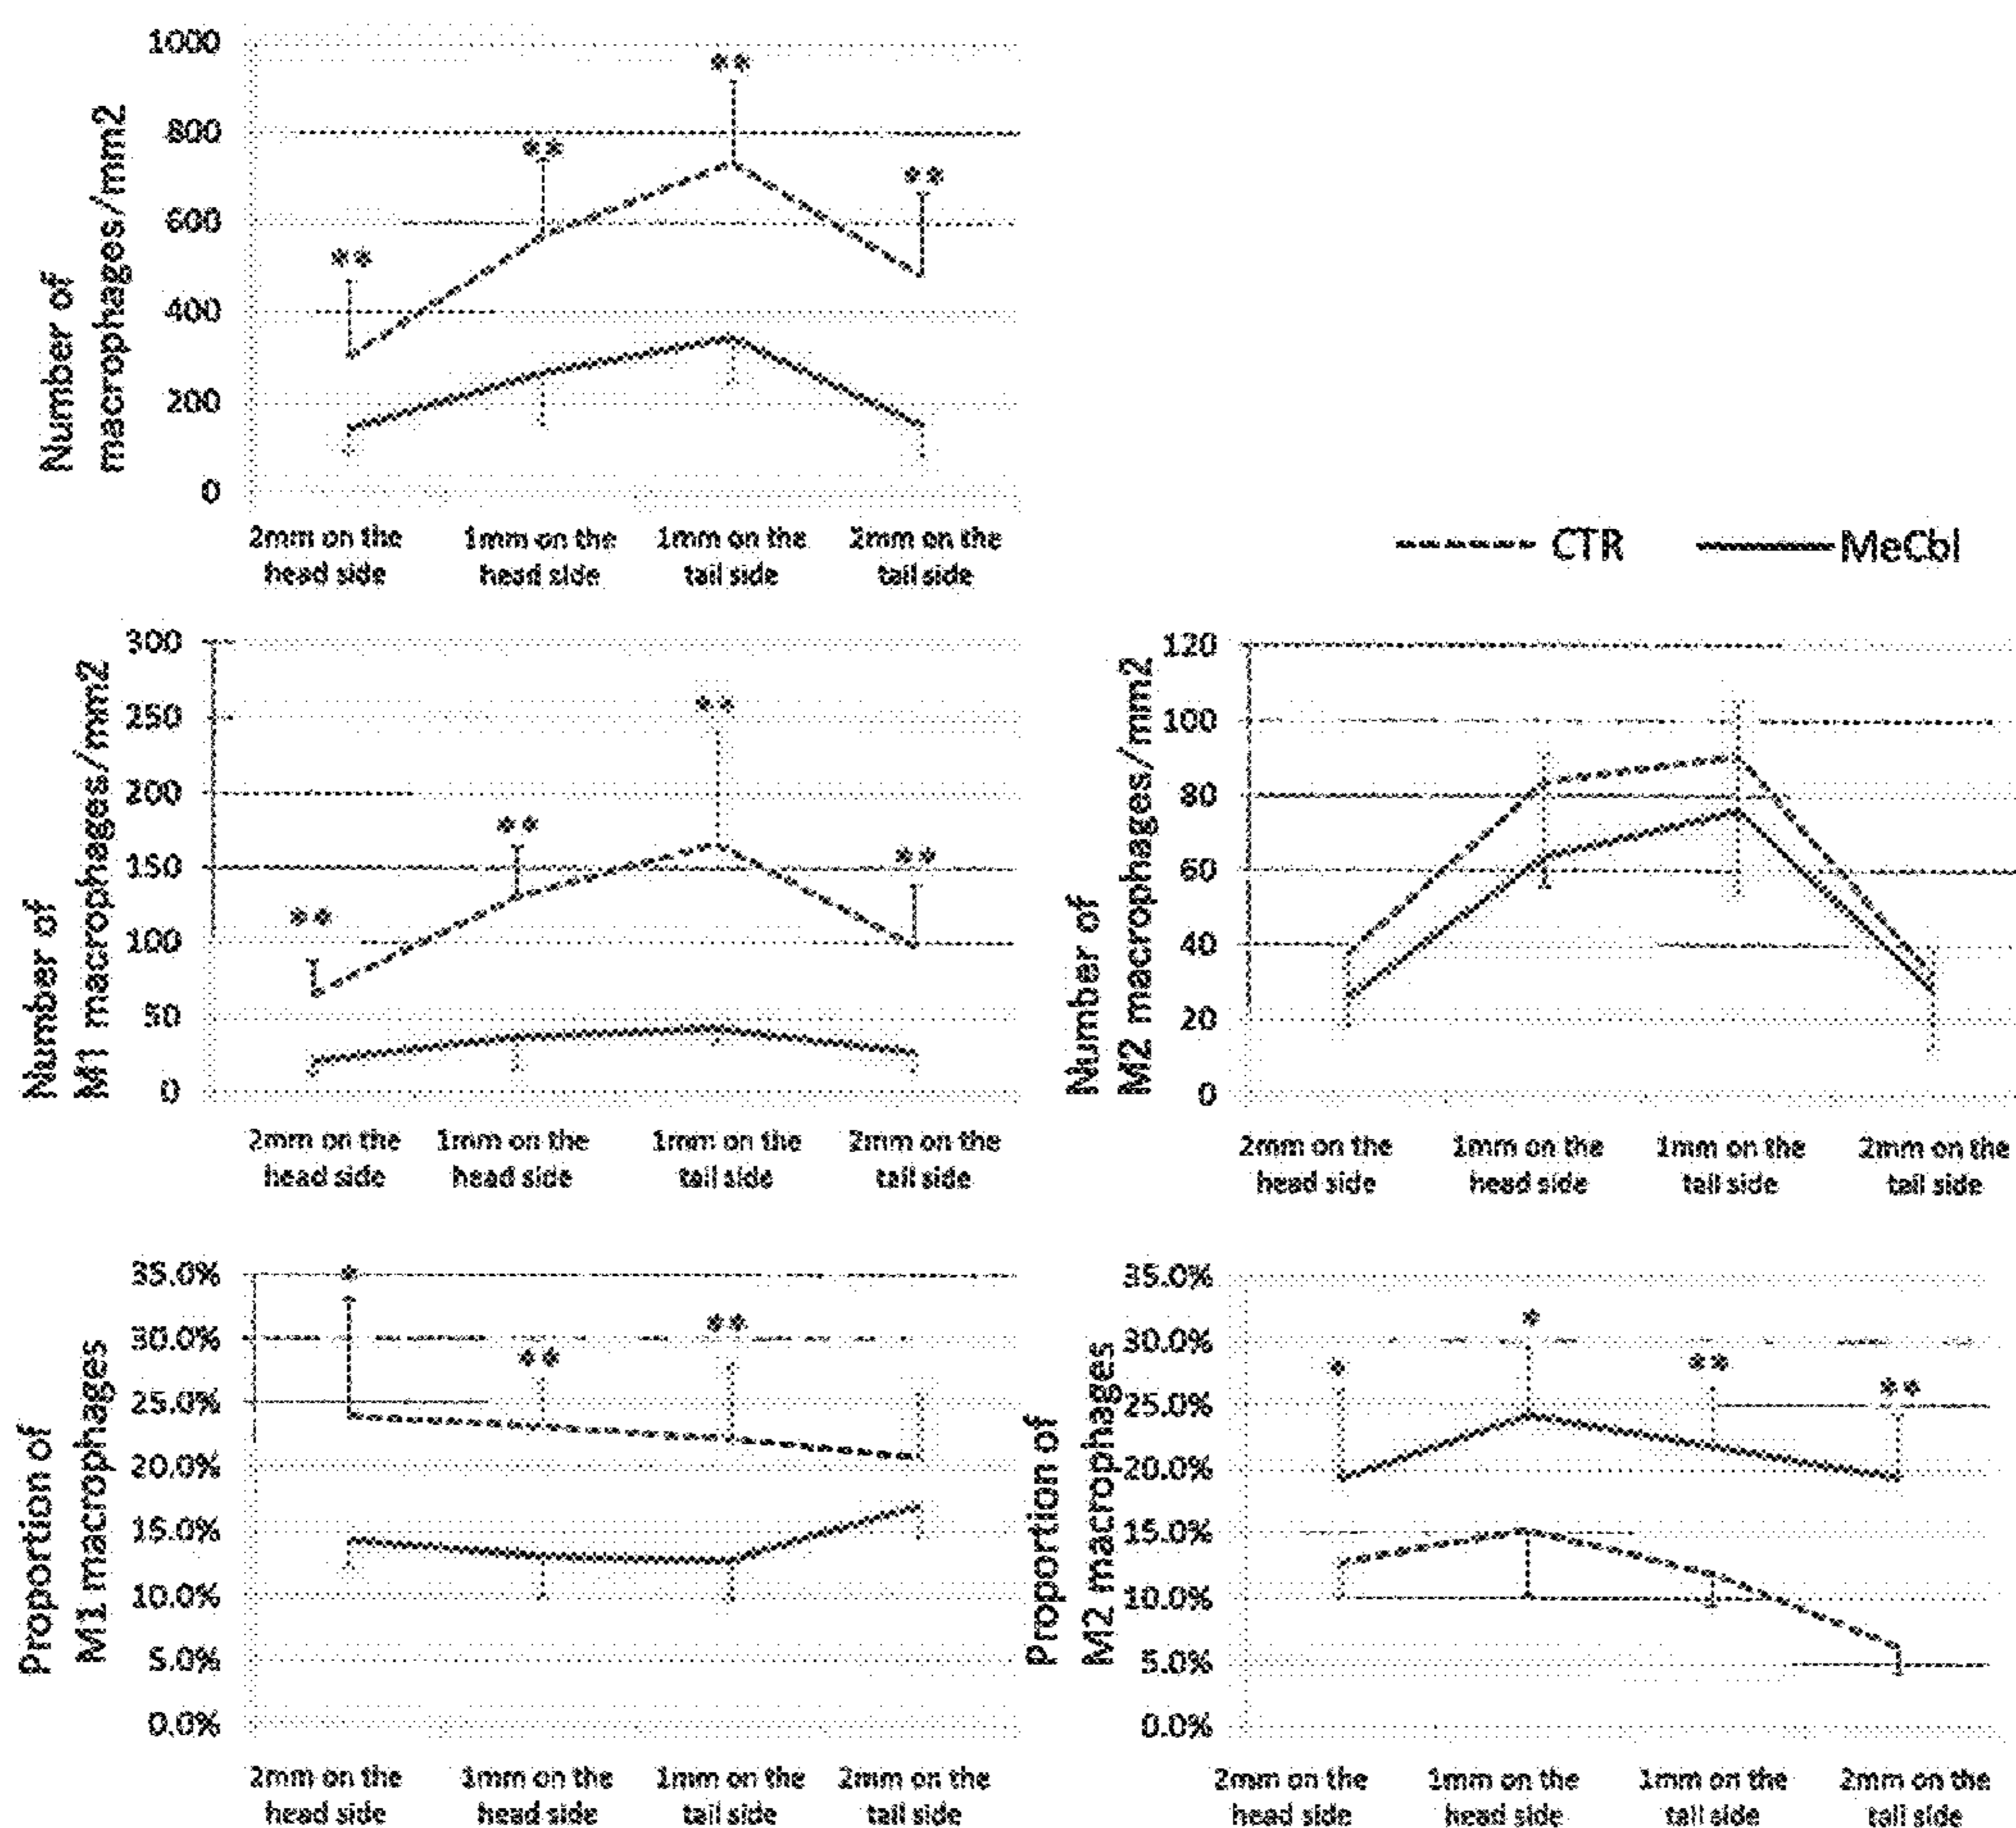 Number of
macrophages/mm2
1000
800
600
400
200
0
**
**
**
**
2mm on the
head side
1mm on the
head side
1mm on the
tail side
2mm on the
tail side
CTR
MeCbl
Number of
M1 macrophages/mm2
300
250
200
150
100
50
0
**
**
**
**
2mm on the
head side
1mm on the
head side
1mm on the
tail side
2mm on the
tail side
Number of
M2 macrophages/mm2
120
100
80
60
40
20
0
2mm on the
head side
1mm on the
head side
1mm on the
tail side
2mm on the
tail side
Proportion of
M1 macrophages
35.0%
30.0%
25.0%
20.0%
15.0%
10.0%
5.0%
0.0%
*
**
**
2mm on the
head side
1mm on the
head side
1mm on the
tail side
2mm on the
tail side
Proportion of
M2 macrophages
35.0%
30.0%
25.0%
20.0%
15.0%
10.0%
5.0%
0.0%
*
*
**
**
2mm on the
head side
1mm on the
head side
1mm on the
tail side
2mm on the
tail side